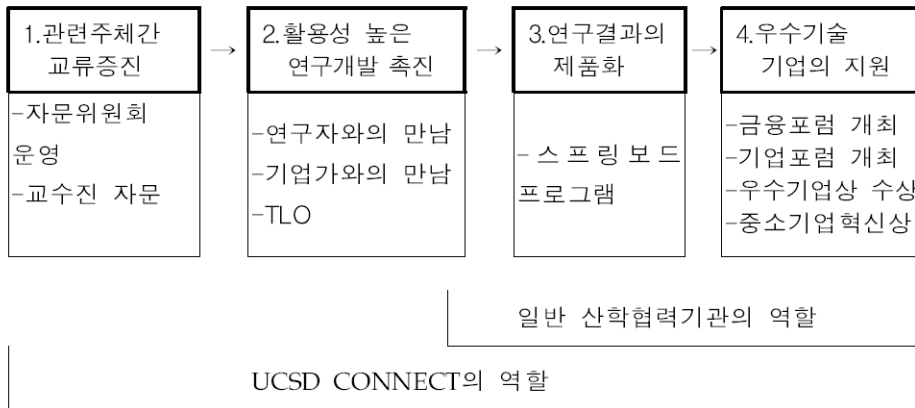 1.관련주체간
교류증진
→
2.활용성 높은
연구개발 촉진
→
3.연구결과의
제품화
→
4.우수기술
기업의 지원
-자문위원회
운영
-교수진 자문
-연구자와의 만남
-기업가와의 만남
-TLO
- 스프링보드
프로그램
-금융포럼 개최
-기업포럼 개최
-우수기업상 수상
-중소기업혁신상
일반 산학협력기관의 역할
UCSD CONNECT의 역할